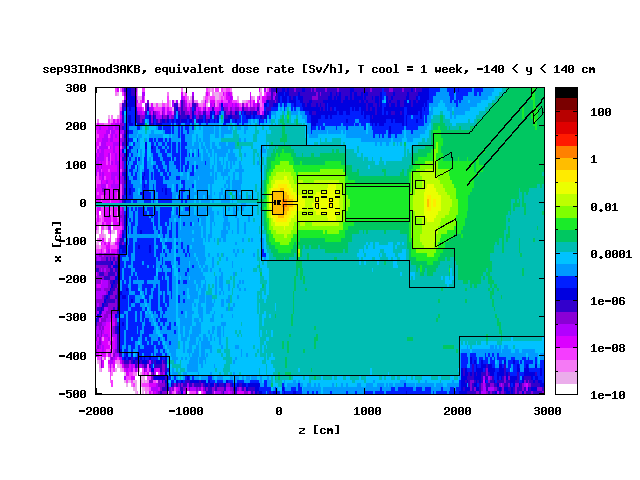 sep93IAmod3AKB, equivalent dose rate [Sv/h], T cool = 1 week, -140 < y < 140 cm
300
200
100
0
-100
-200
-300
-400
-500
x [cm]
-2000 -1000 0 1000 2000 3000
z [cm]
100
1
0,01
0,0001
1e-06
1e-08
1e-10